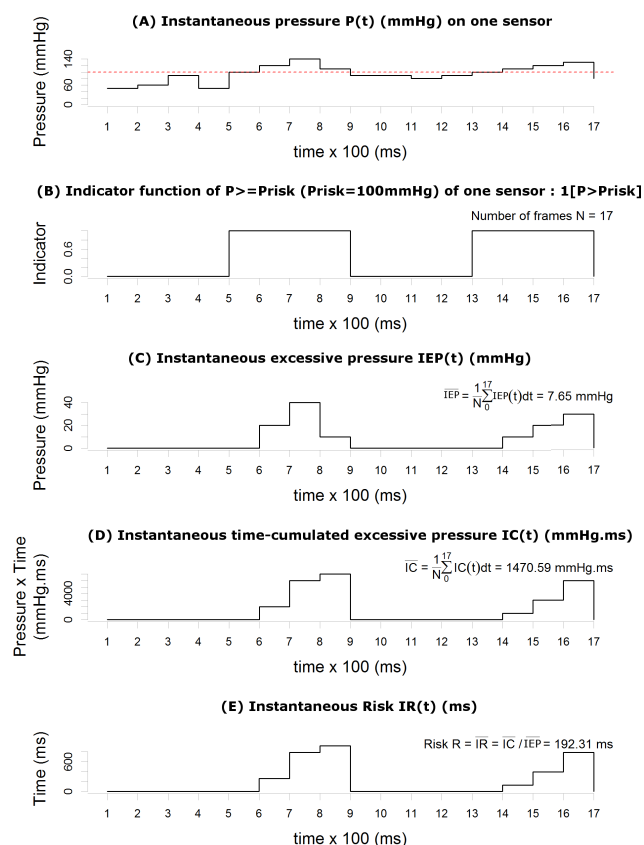 (A) Instantaneous pressure P(t) (mmHg) on one sensor
Pressure (mmHg)
0 60 140
1 2 3 4 5 6 7 8 9 10 11 12 13 14 15 16 17
time x 100 (ms)
(B) Indicator function of P>=Prisk (Prisk=100mmHg) of one sensor : 1[P>Prisk]
Number of frames N = 17
Indicator
0.0 0.6
1 2 3 4 5 6 7 8 9 10 11 12 13 14 15 16 17
time x 100 (ms)
(C) Instantaneous excessive pressure IEP(t) (mmHg)
IEP = 1/N ∑ 0 17 IEP(t)dt = 7.65 mmHg
Pressure (mmHg)
0 20 40
1 2 3 4 5 6 7 8 9 10 11 12 13 14 15 16 17
time x 100 (ms)
(D) Instantaneous time-cumulated excessive pressure IC(t) (mmHg.ms)
IC = 1/N ∑ 0 17 IC(t)dt = 1470.59 mmHg.ms
Pressure x Time
(mmHg.ms)
0 4000
1 2 3 4 5 6 7 8 9 10 11 12 13 14 15 16 17
time x 100 (ms)
(E) Instantaneous Risk IR(t) (ms)
Risk R = IR = IC / IEP = 192.31 ms
Time (ms)
0 600
1 2 3 4 5 6 7 8 9 10 11 12 13 14 15 16 17
time x 100 (ms)